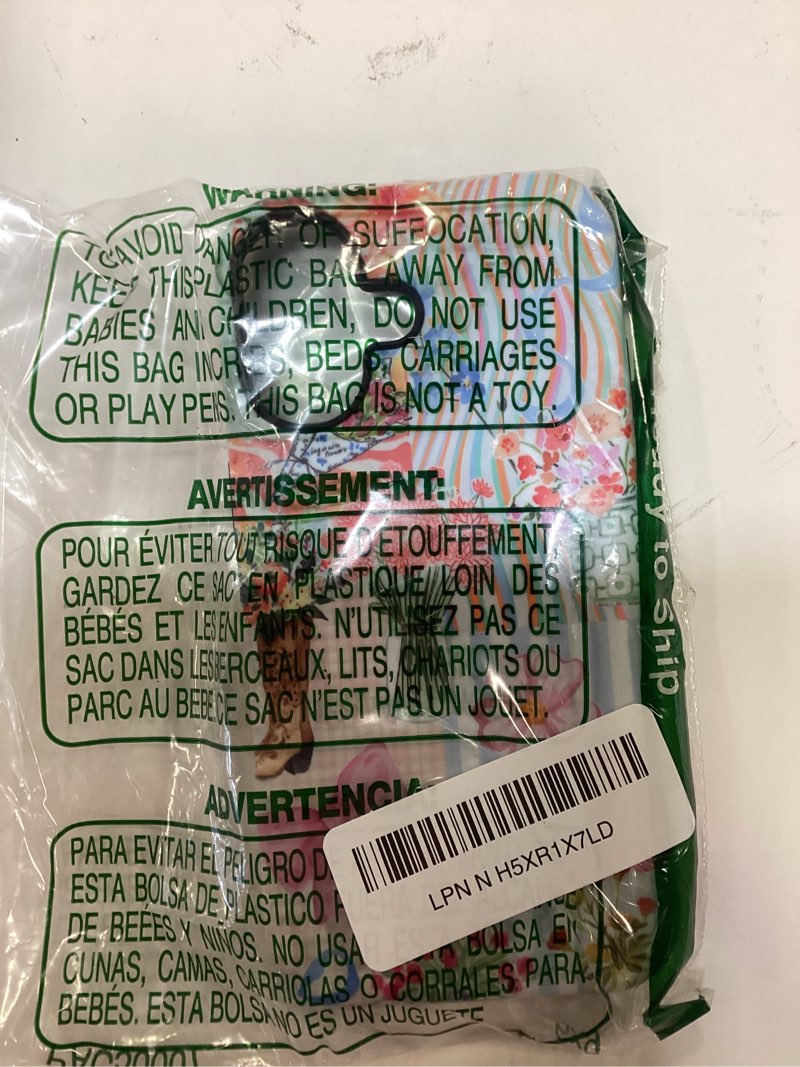 WARNING:
TO AVOID DANGER OF SUFFOCATION,
KEEP THIS PLASTIC BAG AWAY FROM
BABIES AND CHILDREN, DO NOT USE
THIS BAG IN CRIBS, BEDS, CARRIAGES
OR PLAY PENS. THIS BAG IS NOT A TOY.
AVERTISSEMENT:
POUR ÉVITER TOUT RISQUE D'ETOUFFEMENT,
GARDEZ CE SAC EN PLASTIQUE LOIN DES
BÉBÉS ET LES ENFANTS. N'UTILISEZ PAS CE
SAC DANS LES BERCEAUX, LITS, CHARIOTS OU
PARC AU BEBE. CE SAC N'EST PAS UN JOUET.
ADVERTENCIA:
PARA EVITAR EL PELIGRO D
ESTA BOLSA DE PLASTICO FUERA
DE BEÉES Y NIÑOS. NO USAR ESTA BOLSA EN
CUNAS, CAMAS, CARRIOLAS O CORRALES PARA
BEBÉS. ESTA BOLSA NO ES UN JUGUETE
LPN N H5XR1X7LD
to Ship